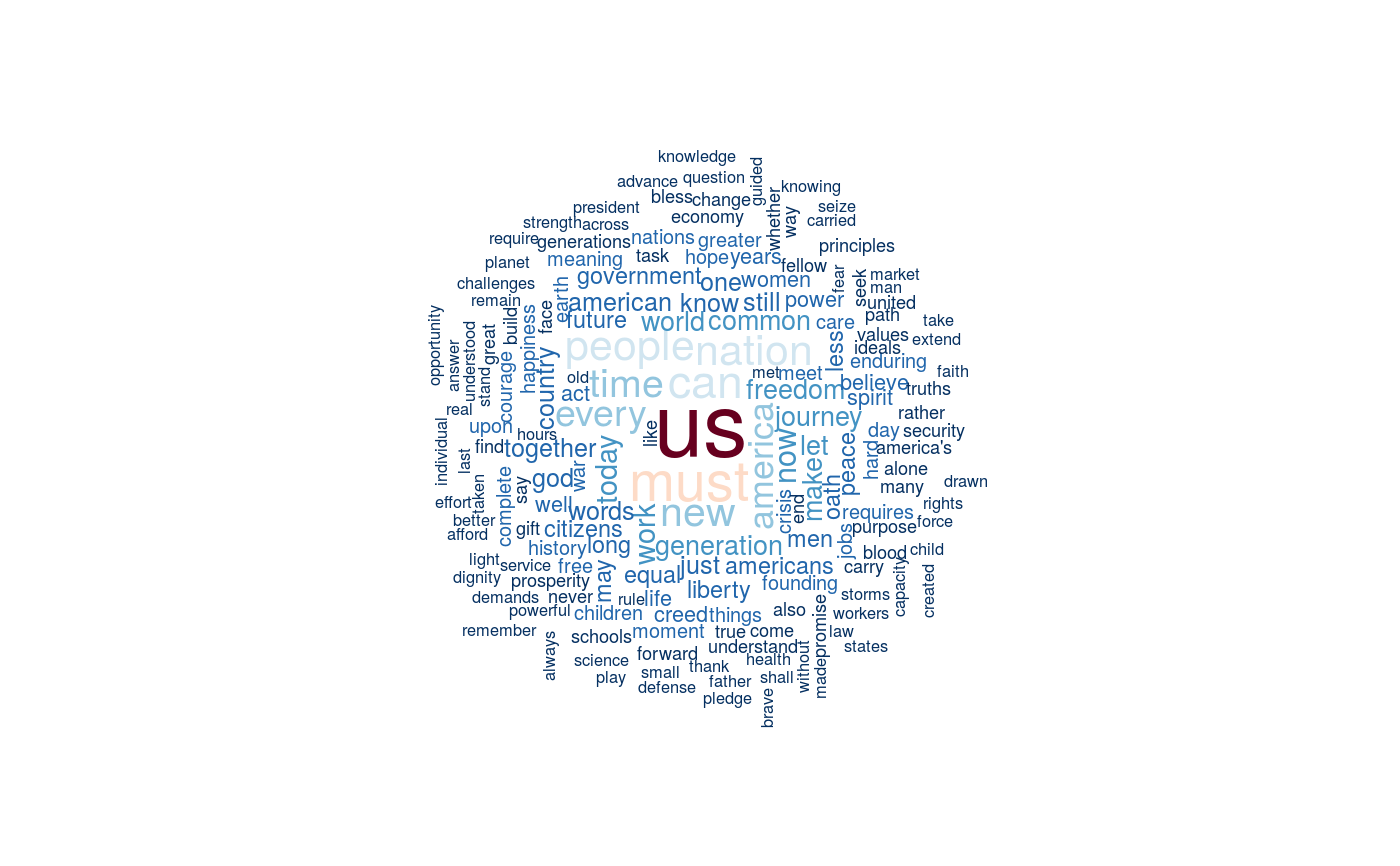 knowledge
advance
question
guided
knowing
bless
change
president
whether
way
seize
carried
strength
across
economy
require
generations
nations
greater
principles
planet
meaning
task
hope
years
fellow
challenges
earth
government
one
women
fear
seek
market
man
remain
american
know
still
power
united
opportunity
build
face
future
world
common
care
path
take
answer
understood
great
happiness
people
nation
less
values
ideals
extend
stand
courage
country
old
time
can
met
meet
enduring
faith
act
freedom
believe
truths
real
upon
every
us
america
journey
spirit
rather
individual
last
find
hours
together
like
now
let
day
security
hard
america's
taken
say
god
war
today
must
make
peace
alone
many
drawn
effort
complete
well
words
new
crisis
end
oath
requires
rights
better
afford
gift
citizens
work
purpose
force
light
service
history
long
generation
men
jobs
blood
child
dignity
prosperity
free
may
equal
just
americans
carry
capacity
created
demands
never
rule
life
liberty
founding
storms
powerful
children
creed
things
also
promise
workers
remember
always
schools
moment
true
come
law
science
forward
understand
states
play
small
thank
health
without
made
defense
father
shall
pledge
brave